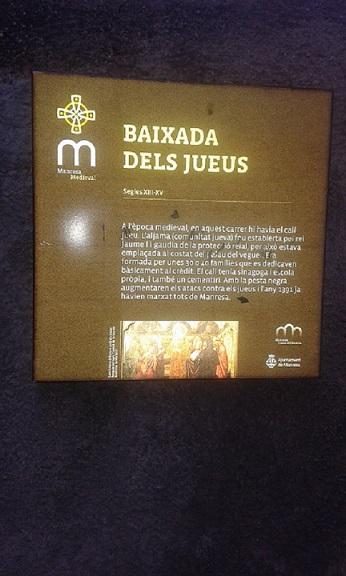 m
Manresa
Medieval
BAIXADA
DELS JUEUS
Segles XIII-XV
A l'època medieval, en aquest carrer hi havia el call
jueu. L'aljama (comunitat jueva) fou establerta pel rei
Jaume I i gaudia de la protecció reial, per això estava
emplaçada al costat del palau del veguer. Era
formada per unes 30 o 40 famílies que es dedicaven
bàsicament al crèdit. El call tenia sinagoga i escola
pròpia, i també un cementiri. Amb la pesta negra
augmentaren els atacs contra els jueus i l'any 1391 ja
havien marxat tots de Manresa.
m
Manresa
Ajuntament
de Manresa